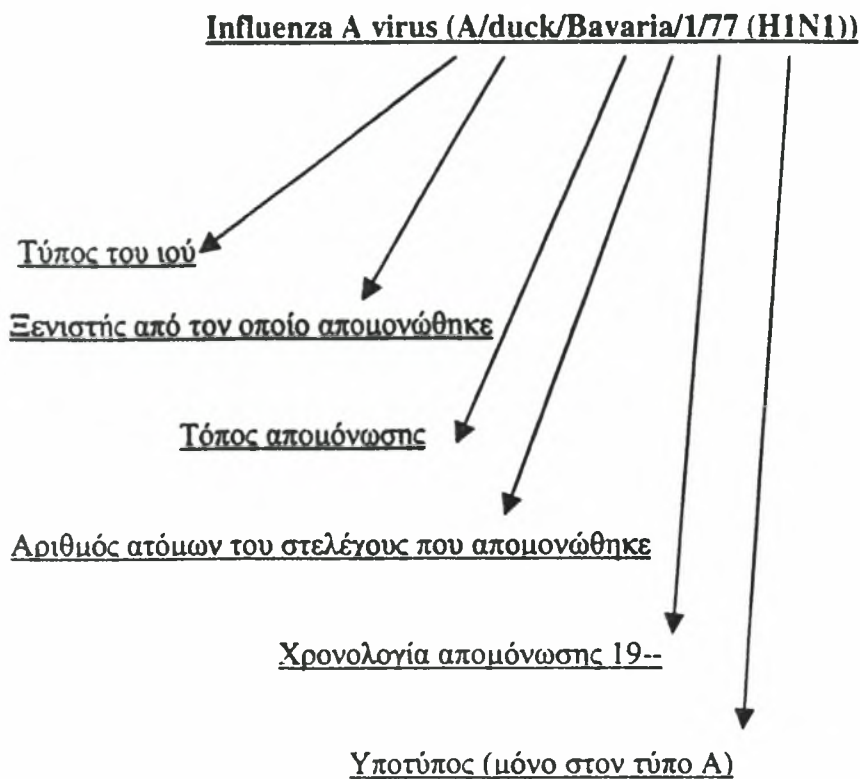 Influenza A virus (A/duck/Bavaria/1/77 (H1N1))
Τύπος του ιού
Ξενιστής από τον οποίο απομονώθηκε
Τόπος απομόνωσης
Αριθμός ατόμων του στελέχους που απομονώθηκε
Χρονολογία απομόνωσης 19--
Υποτύπος (μόνο στον τύπο Α)